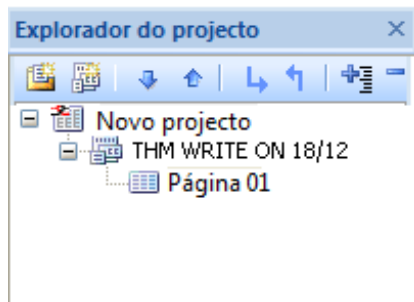 Explorador do projecto
Novo projecto
THM WRITE ON 18/12
Página 01